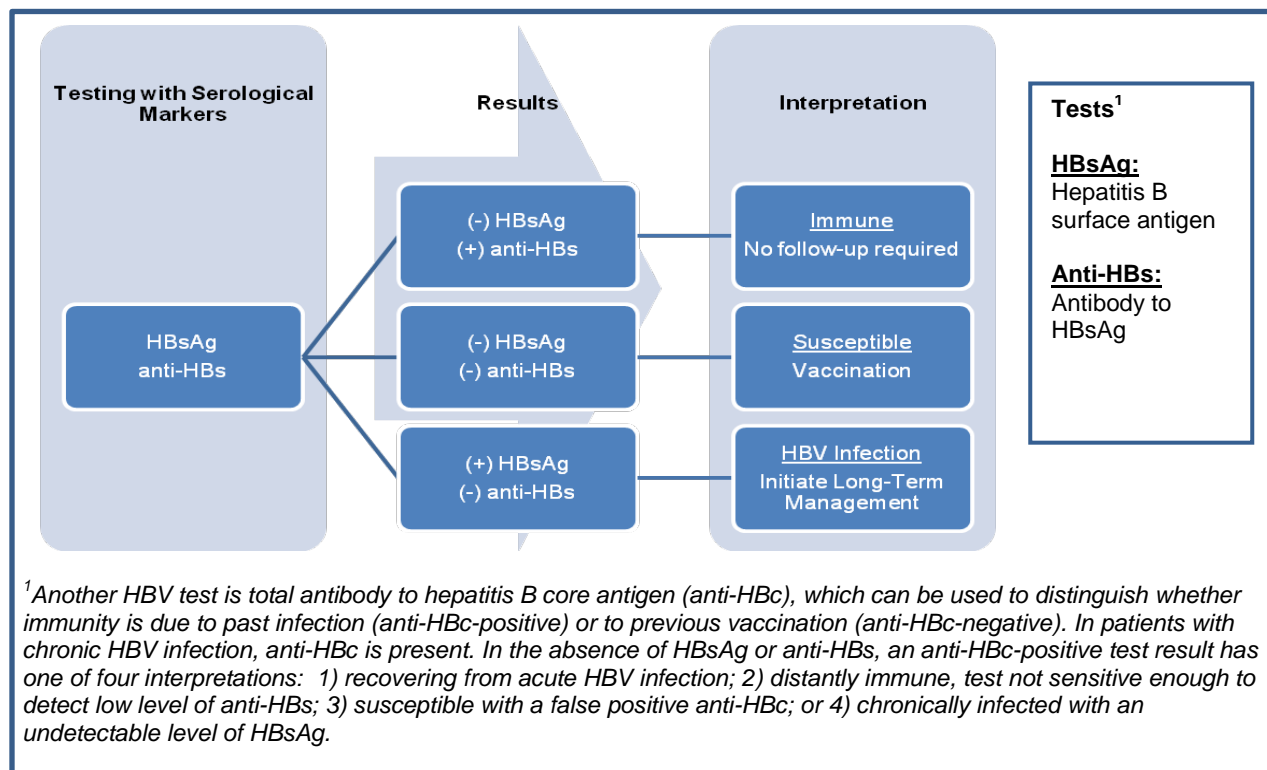 Testing with Serological
Markers
Results
Interpretation
HBsAg
anti-HBs
(-) HBsAg
(+) anti-HBs
(-) HBsAg
(-) anti-HBs
(+) HBsAg
(-) anti-HBs
Immune
No follow-up required
Susceptible
Vaccination
HBV Infection
Initiate Long-Term
Management
Tests¹
HBsAg:
Hepatitis B
surface antigen
Anti-HBs:
Antibody to
HBsAg
¹Another HBV test is total antibody to hepatitis B core antigen (anti-HBc), which can be used to distinguish whether
immunity is due to past infection (anti-HBc-positive) or to previous vaccination (anti-HBc-negative). In patients with
chronic HBV infection, anti-HBc is present. In the absence of HBsAg or anti-HBs, an anti-HBc-positive test result has
one of four interpretations: 1) recovering from acute HBV infection; 2) distantly immune, test not sensitive enough to
detect low level of anti-HBs; 3) susceptible with a false positive anti-HBc; or 4) chronically infected with an
undetectable level of HBsAg.